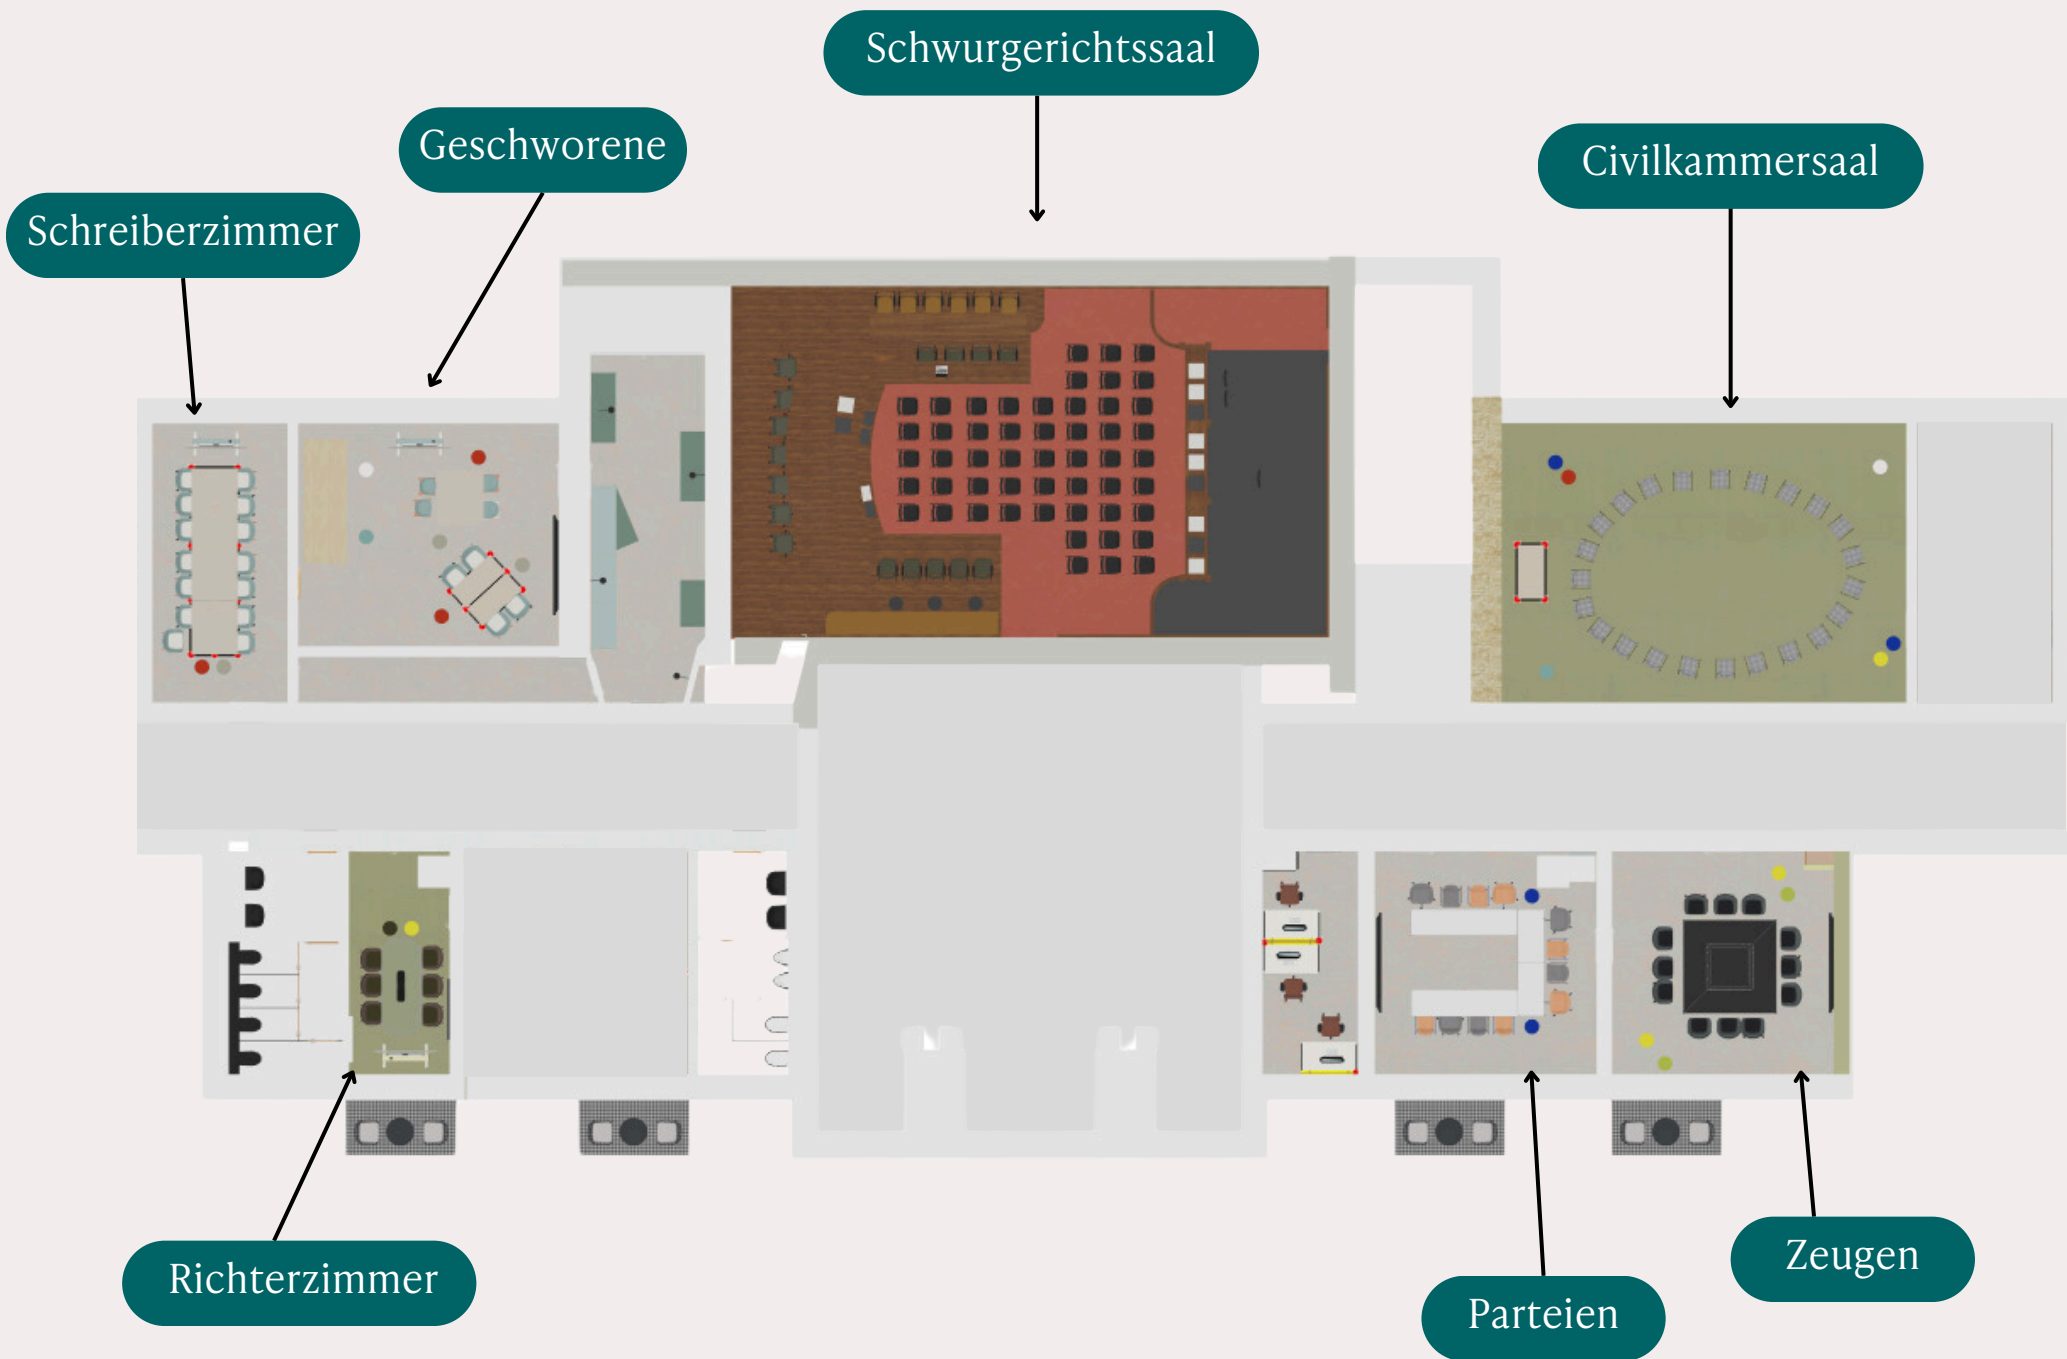 Schwurgerichtssaal
Geschworene
Civilkammersaal
Schreiberzimmer
Richterzimmer
Zeugen
Parteien